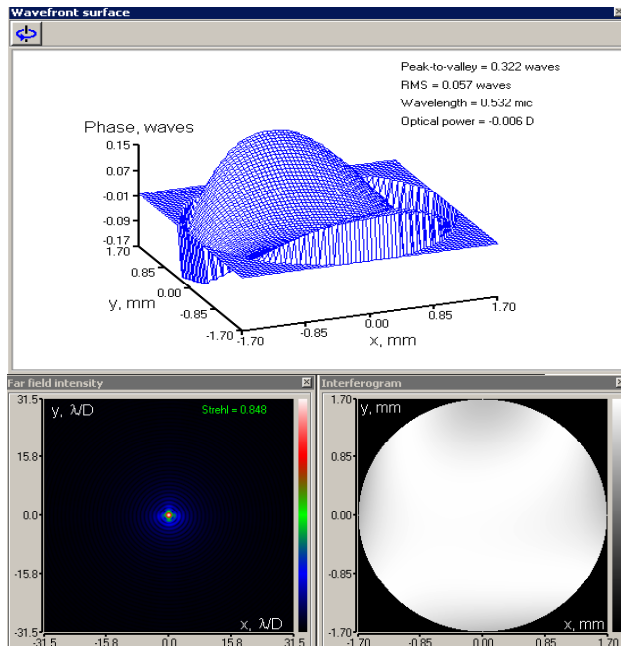 Wavefront surface
Peak-to-valley = 0.322 waves
RMS = 0.057 waves
Wavelength = 0.532 mic
Optical power = -0.006 D
Phase, waves
0.15
0.07
-0.01
-0.09
-0.17
1.70
0.85
0.00
-0.85
-1.70
y, mm
-1.70
-0.85
0.00
0.85
1.70
x, mm
Far field intensity
31.5
15.8
0.0
-15.8
-31.5
y, λ/D
Strehl = 0.848
x, λ/D
-31.5
-15.8
0.0
15.8
31.5
Interferogram
1.70
0.85
0.00
-0.85
-1.70
y, mm
x, mm
-1.70
-0.85
0.00
0.85
1.70